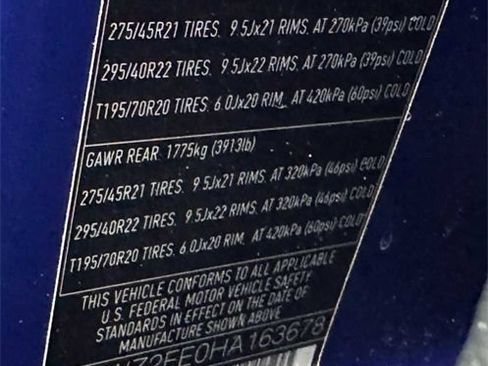 275/45R21 TIRES. 9.5Jx21 RIMS. AT 270kPa (39psi) COLD
295/40R22 TIRES. 9.5Jx22 RIMS. AT 270kPa (39psi) COLD
T195/70R20 TIRES. 6.0Jx20 RIM. AT 420kPa (60psi) COLD
GAWR REAR 1775kg (3913lb)
275/45R21 TIRES. 9.5Jx21 RIMS. AT 320kPa (46psi) COLD
295/40R22 TIRES. 9.5Jx22 RIMS. AT 320kPa (46psi) COLD
T195/70R20 TIRES. 6.0Jx20 RIM. AT 420kPa (60psi) COLD
THIS VEHICLE CONFORMS TO ALL APPLICABLE
U.S. FEDERAL MOTOR VEHICLE SAFETY
STANDARDS IN EFFECT ON THE DATE OF
MANUFACTURE SHOWN ABOVE
Z2EE0HA163678